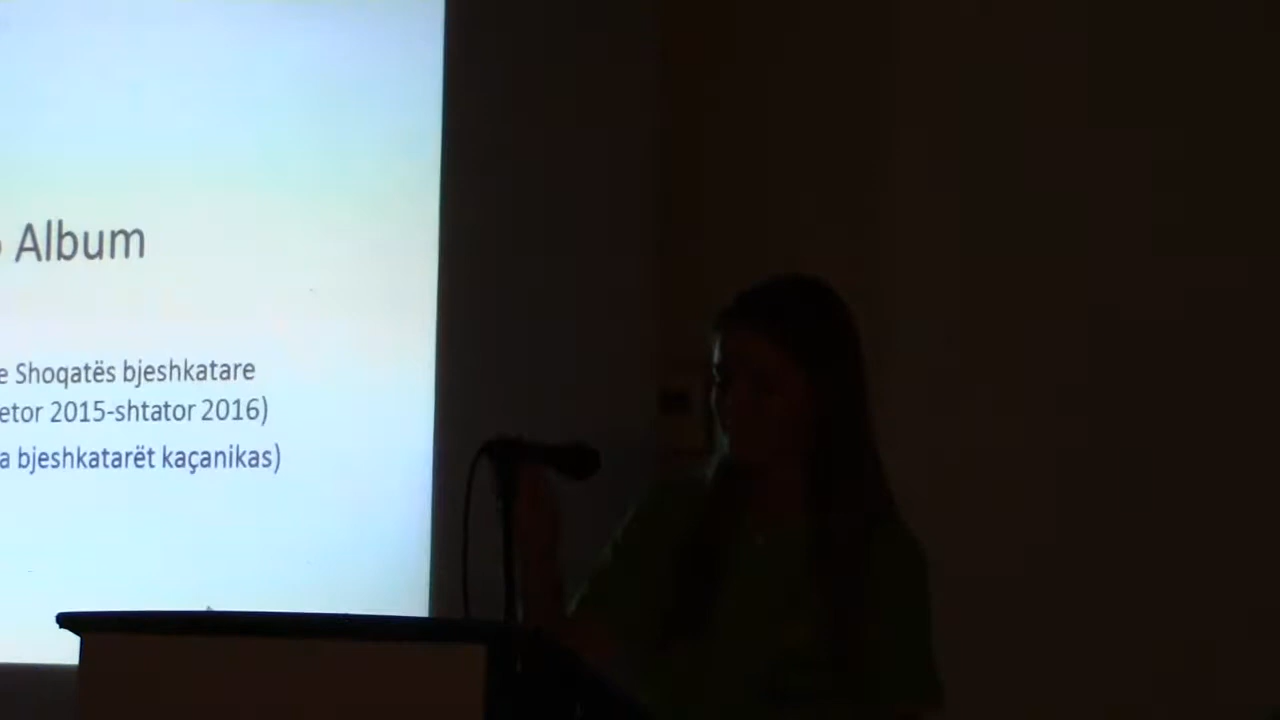 Album
e Shoqatës bjeshkatare
etor 2015-shtator 2016)
a bjeshkatarët kaçanikas)